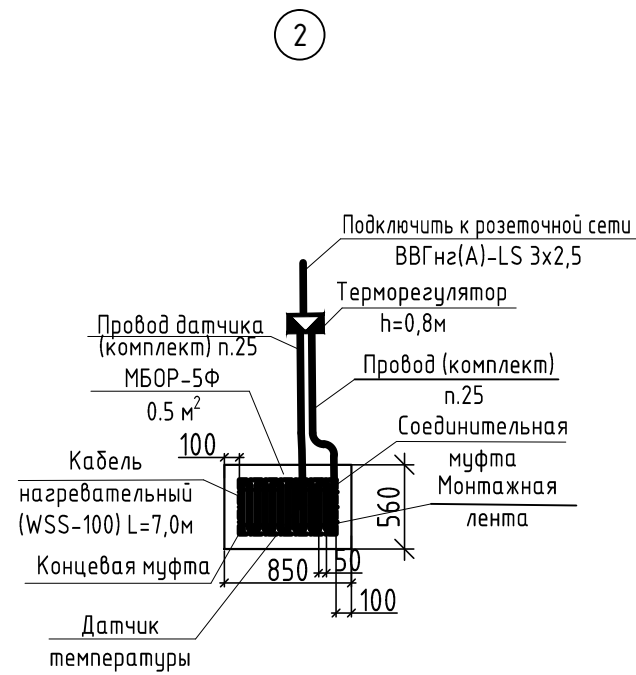 2
Подключить к розеточной сети
ВВГнг(А)-LS 3x2,5
Терморегулятор
h=0,8м
Провод датчика
(комплект) п.25
Провод (комплект)
п.25
МБОР-5Ф
0.5 м²
Соединительная
муфта
100
Кабель
нагревательный
(WSS-100) L=7,0м
Монтажная
лента
560
Концевая муфта
850
50
100
Датчик
температуры